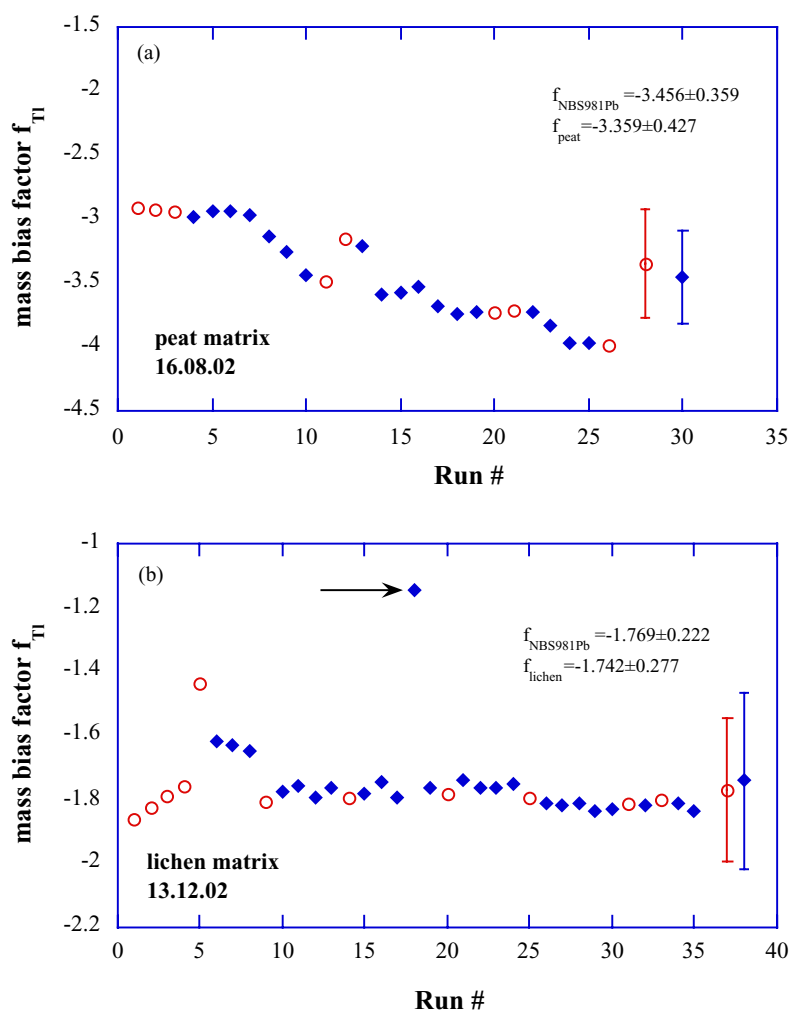 (a)
f_NBS981Pb =-3.456±0.359
f_peat=-3.359±0.427
mass bias factor f_Tl
-1.5
-2
-2.5
-3
-3.5
-4
-4.5
peat matrix
16.08.02
0 5 10 15 20 25 30 35
Run #
(b)
f_NBS981Pb=-1.769±0.222
f_lichen=-1.742±0.277
mass bias factor f_Tl
-1
-1.2
-1.4
-1.6
-1.8
-2
-2.2
lichen matrix
13.12.02
0 5 10 15 20 25 30 35 40
Run #